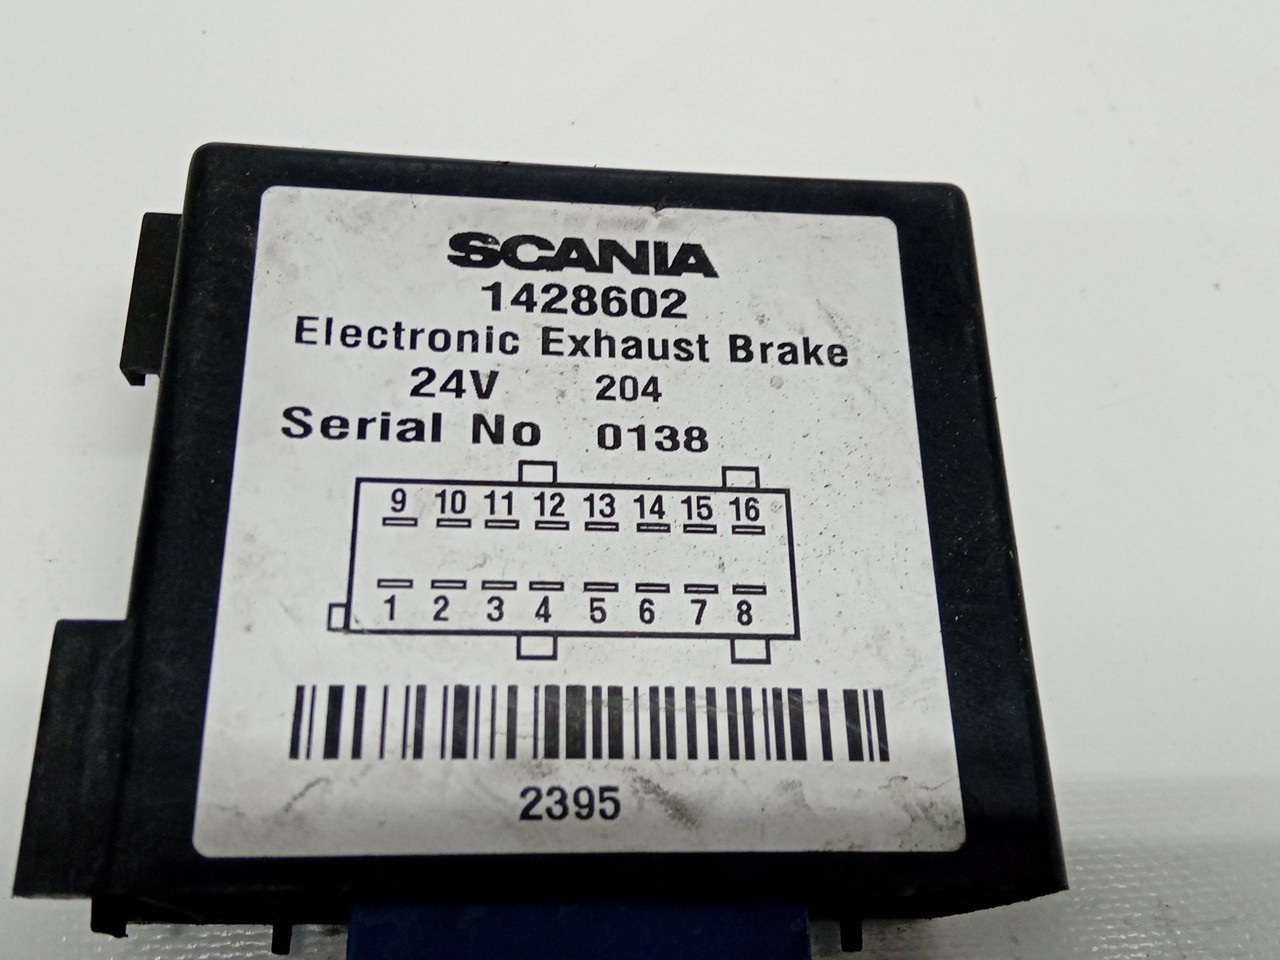 SCANIA
1428602
Electronic Exhaust Brake
24V 204
Serial No 0138
9 10 11 12 13 14 15 16
1 2 3 4 5 6 7 8
2395